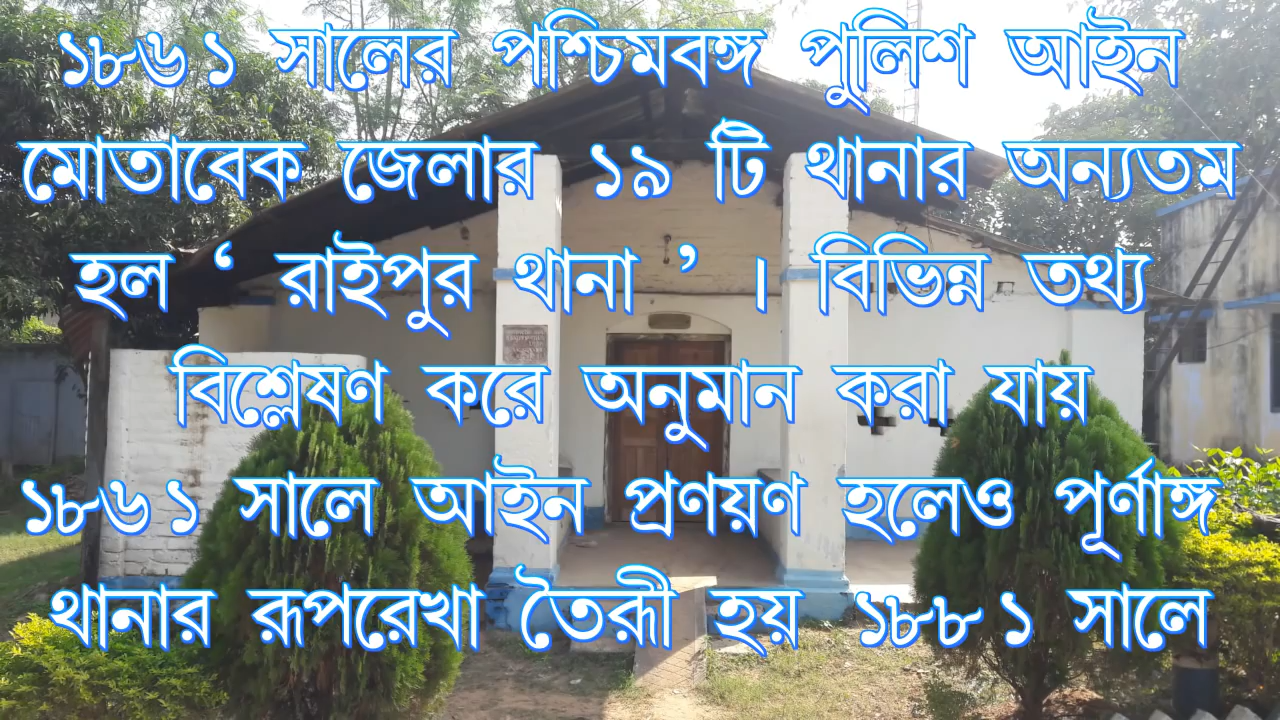 ১৮৬১ সালের পশ্চিমবঙ্গ পুলিশ আইন
মোতাবেক জেলার ১৯ টি থানার অন্যতম
হল ‘ রাইপুর থানা ’ । বিভিন্ন তথ্য
বিশ্লেষণ করে অনুমান করা যায়
১৮৬১ সালে আইন প্রণয়ণ হলেও পূর্ণাঙ্গ
থানার রূপরেখা তৈরূী হয় ১৮৮১ সালে